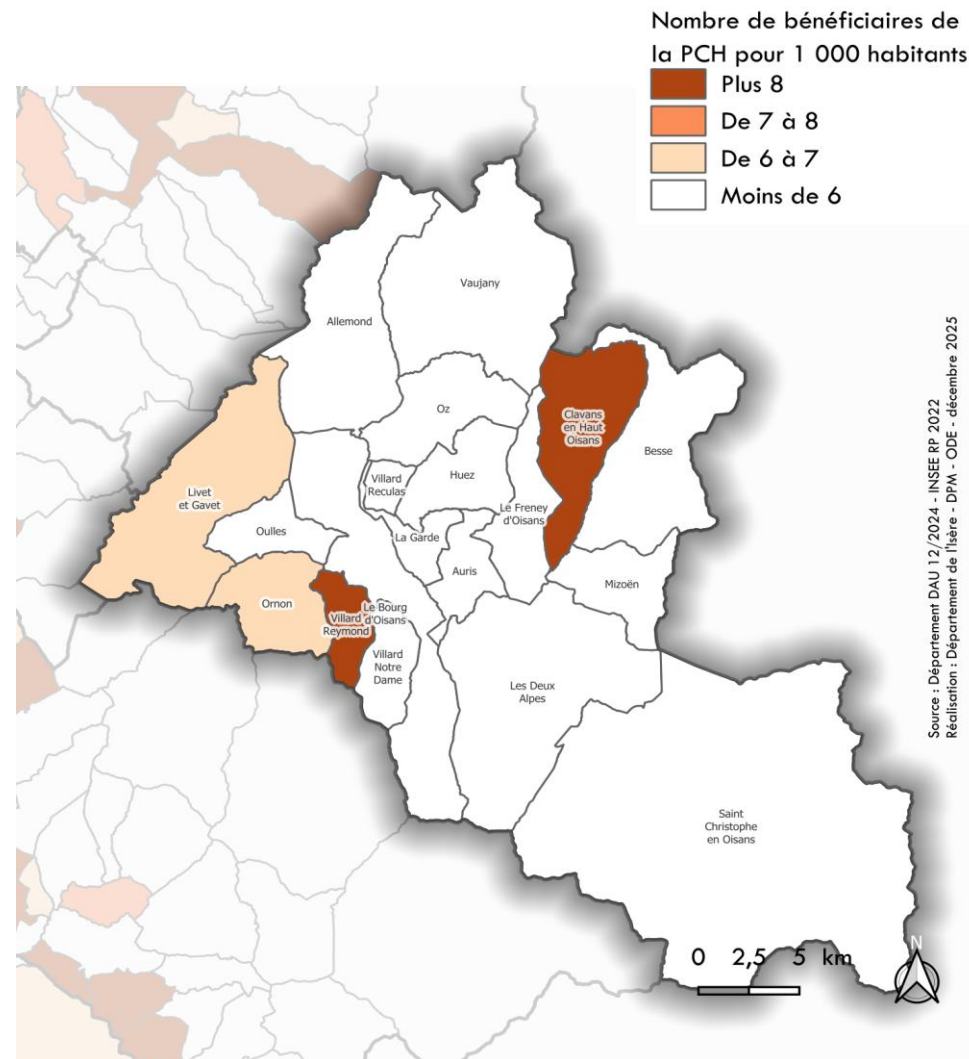 Nombre de bénéficiaires de
la PCH pour 1 000 habitants
Plus 8
De 7 à 8
De 6 à 7
Moins de 6
Vaujany
Allemond
Clavans
en Haut
Oisans
Oz
Besse
Huez
Villard
Reculas
Livet
et Gavet
Le Freney
d'Oisans
Oulles
La Garde
Auris
Mizoën
Ornon
Le Bourg
d'Oisans
Villard
Reymond
Villard
Notre
Dame
Les Deux
Alpes
Saint
Christophe
en Oisans
Source : Département DAU 12/2024 - INSEE RP 2022
Réalisation : Département de l'Isère - DPM - ODE - décembre 2025
0 2,5 5 km
N